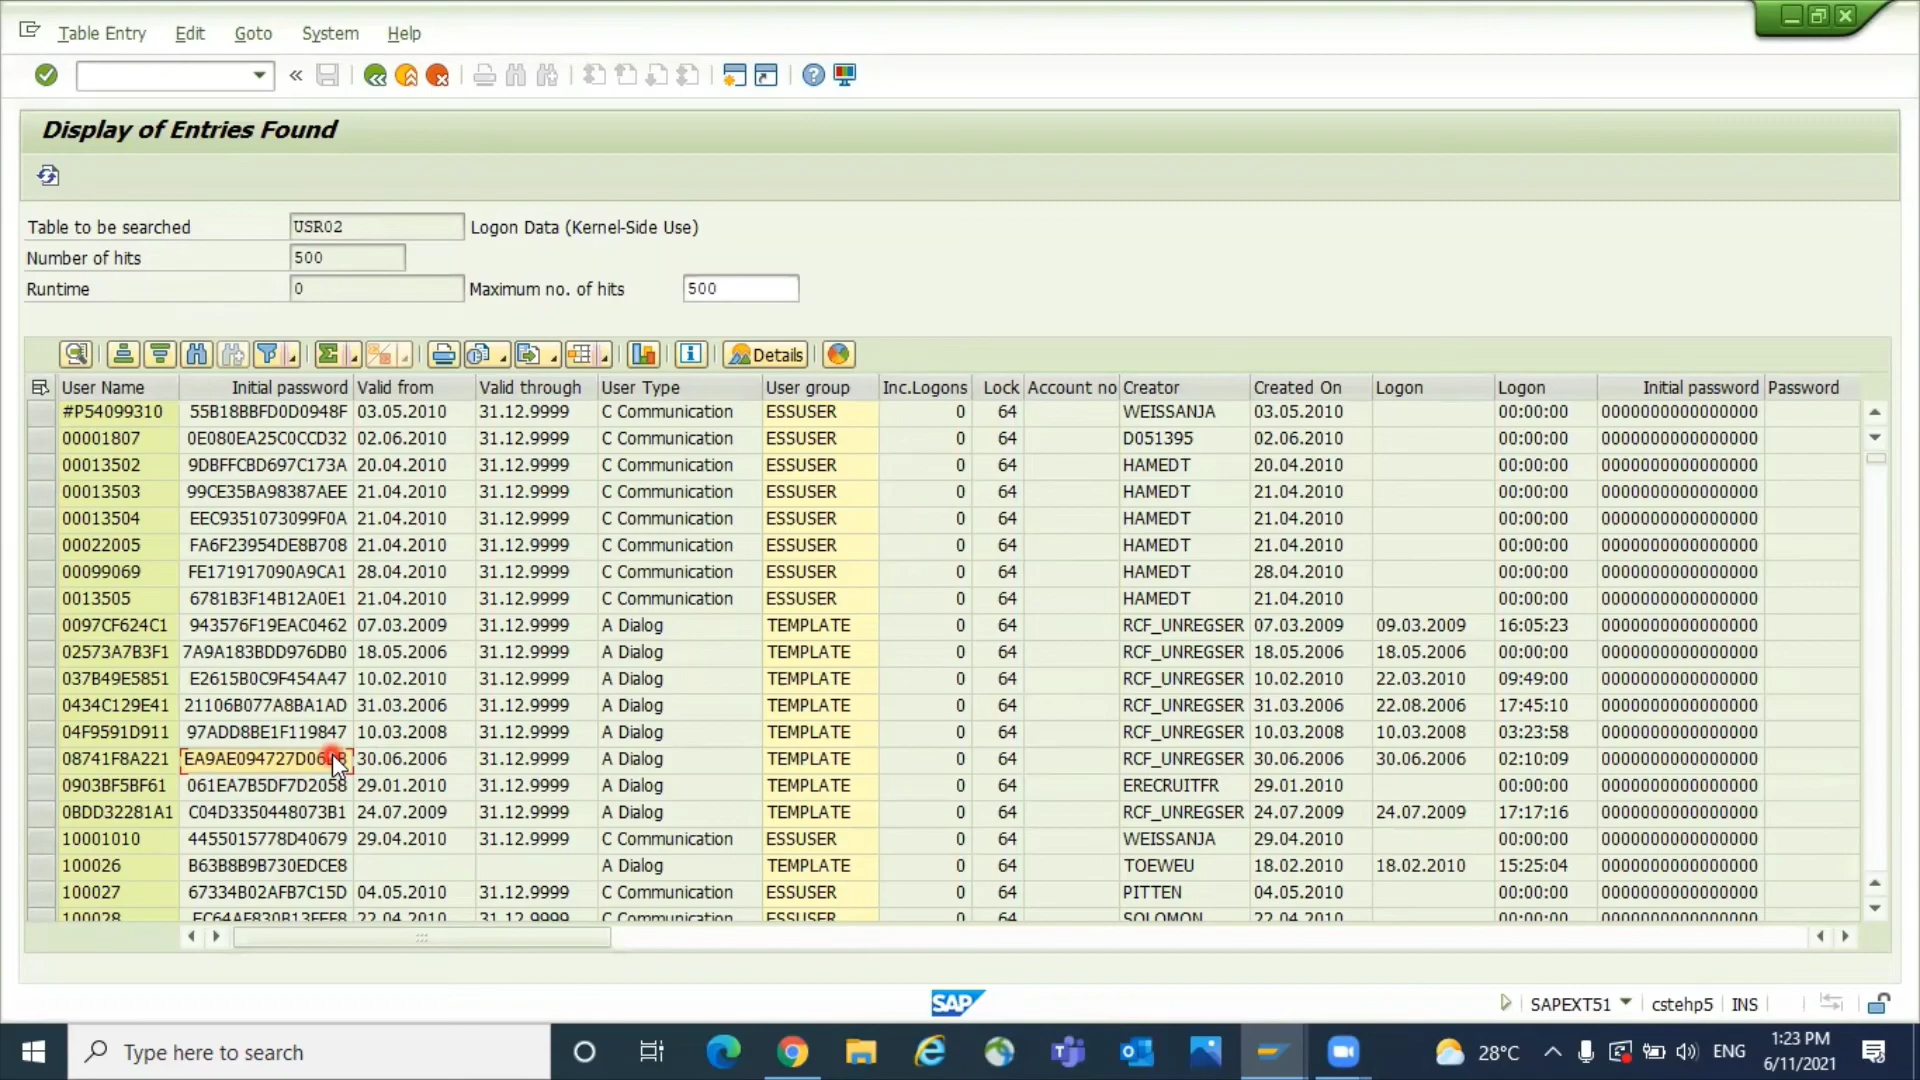 Table Entry Edit Goto System Help
Display of Entries Found
Table to be searched USR02 Logon Data (Kernel-Side Use)
Number of hits 500
Runtime 0 Maximum no. of hits 500
Details
User Name Initial password Valid from Valid through User Type User group Inc.Logons Lock Account no Creator Created On Logon Logon Initial password Password
#P54099310 55B18BBFD0D0948F 03.05.2010 31.12.9999 C Communication ESSUSER 0 64 WEISSANJA 03.05.2010 00:00:00 0000000000000000
00001807 0E080EA25C0CCD32 02.06.2010 31.12.9999 C Communication ESSUSER 0 64 D051395 02.06.2010 00:00:00 0000000000000000
00013502 9DBFFCBD697C173A 20.04.2010 31.12.9999 C Communication ESSUSER 0 64 HAMEDT 20.04.2010 00:00:00 0000000000000000
00013503 99CE35BA98387AEE 21.04.2010 31.12.9999 C Communication ESSUSER 0 64 HAMEDT 21.04.2010 00:00:00 0000000000000000
00013504 EEC9351073099F0A 21.04.2010 31.12.9999 C Communication ESSUSER 0 64 HAMEDT 21.04.2010 00:00:00 0000000000000000
00022005 FA6F23954DE8B708 21.04.2010 31.12.9999 C Communication ESSUSER 0 64 HAMEDT 21.04.2010 00:00:00 0000000000000000
00099069 FE171917090A9CA1 28.04.2010 31.12.9999 C Communication ESSUSER 0 64 HAMEDT 28.04.2010 00:00:00 0000000000000000
0013505 6781B3F14B12A0E1 21.04.2010 31.12.9999 C Communication ESSUSER 0 64 HAMEDT 21.04.2010 00:00:00 0000000000000000
0097CF624C1 943576F19EAC0462 07.03.2009 31.12.9999 A Dialog TEMPLATE 0 64 RCF_UNREGSER 07.03.2009 09.03.2009 16:05:23 0000000000000000
02573A7B3F1 7A9A183BDD976DB0 18.05.2006 31.12.9999 A Dialog TEMPLATE 0 64 RCF_UNREGSER 18.05.2006 18.05.2006 00:00:00 0000000000000000
037B49E5851 E2615B0C9F454A47 10.02.2010 31.12.9999 A Dialog TEMPLATE 0 64 RCF_UNREGSER 10.02.2010 22.03.2010 09:49:00 0000000000000000
0434C129E41 21106B077A8BA1AD 31.03.2006 31.12.9999 A Dialog TEMPLATE 0 64 RCF_UNREGSER 31.03.2006 22.08.2006 17:45:10 0000000000000000
04F9591D911 97ADD8BE1F119847 10.03.2008 31.12.9999 A Dialog TEMPLATE 0 64 RCF_UNREGSER 10.03.2008 10.03.2008 03:23:58 0000000000000000
08741F8A221 30.06.2006 31.12.9999 A Dialog TEMPLATE 0 64 RCF_UNREGSER 30.06.2006 30.06.2006 02:10:09 0000000000000000
0903BF5BF61 061EA7B5DF7D2058 29.01.2010 31.12.9999 A Dialog TEMPLATE 0 64 ERECRUITFR 29.01.2010 00:00:00 0000000000000000
0BDD32281A1 C04D3350448073B1 24.07.2009 31.12.9999 A Dialog TEMPLATE 0 64 RCF_UNREGSER 24.07.2009 24.07.2009 17:17:16 0000000000000000
10001010 4455015778D40679 29.04.2010 31.12.9999 C Communication ESSUSER 0 64 WEISSANJA 29.04.2010 00:00:00 0000000000000000
100026 B63B8B9B730EDCE8 A Dialog TEMPLATE 0 64 TOEWEU 18.02.2010 18.02.2010 15:25:04 0000000000000000
100027 67334B02AFB7C15D 04.05.2010 31.12.9999 C Communication ESSUSER 0 64 PITTEN 04.05.2010 00:00:00 0000000000000000
100028 22.04.2010 31.12.9999 C Communication ESSUSER 0 64 SOLOMON 22.04.2010 00:00:00 0000000000000000
SAP SAPEXT51 cstehp5 INS
Type here to search 28°C ENG 1:23 PM
6/11/2021